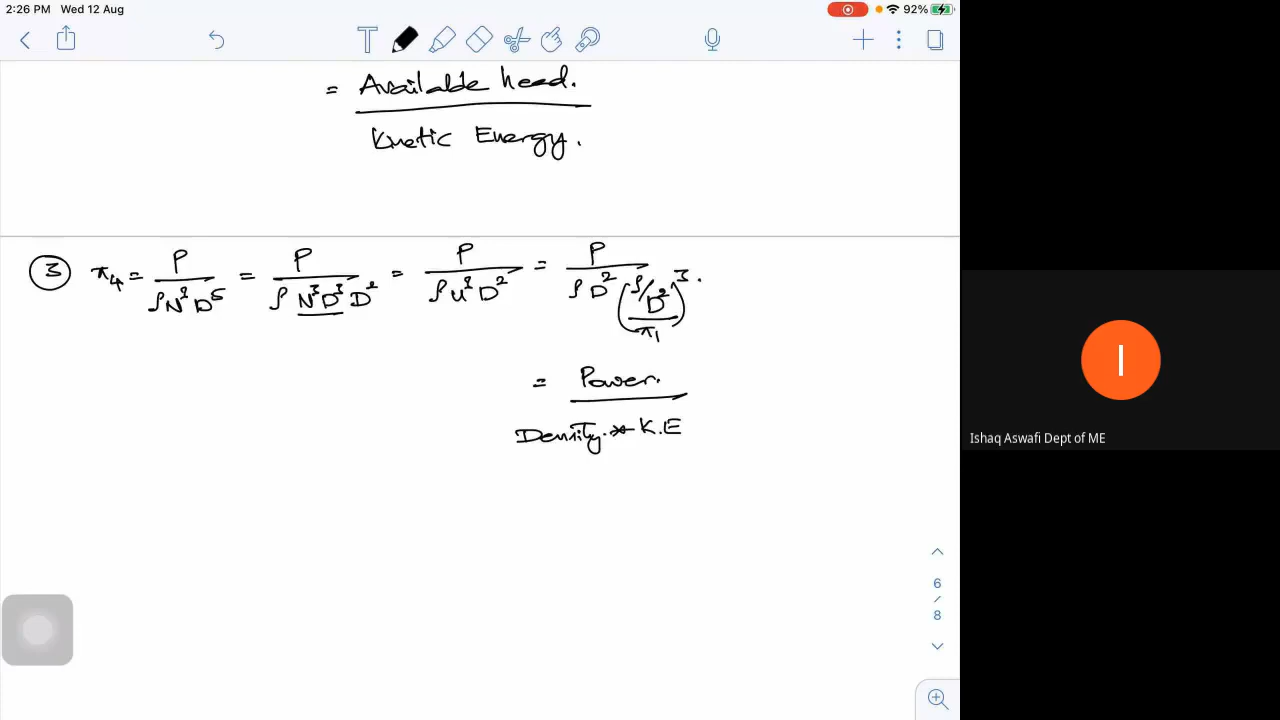 2:26 PM Wed 12 Aug 92%
= Available head.
Kinetic Energy.
③ π₄ = P/ρN³D⁵ = P/ρN³D³D² = P/ρu³D² = P/ρD²(ρ/D²/π₁)³.
= Power.
Density * K.E
I
Ishaq Aswafi Dept of ME
6
/
8